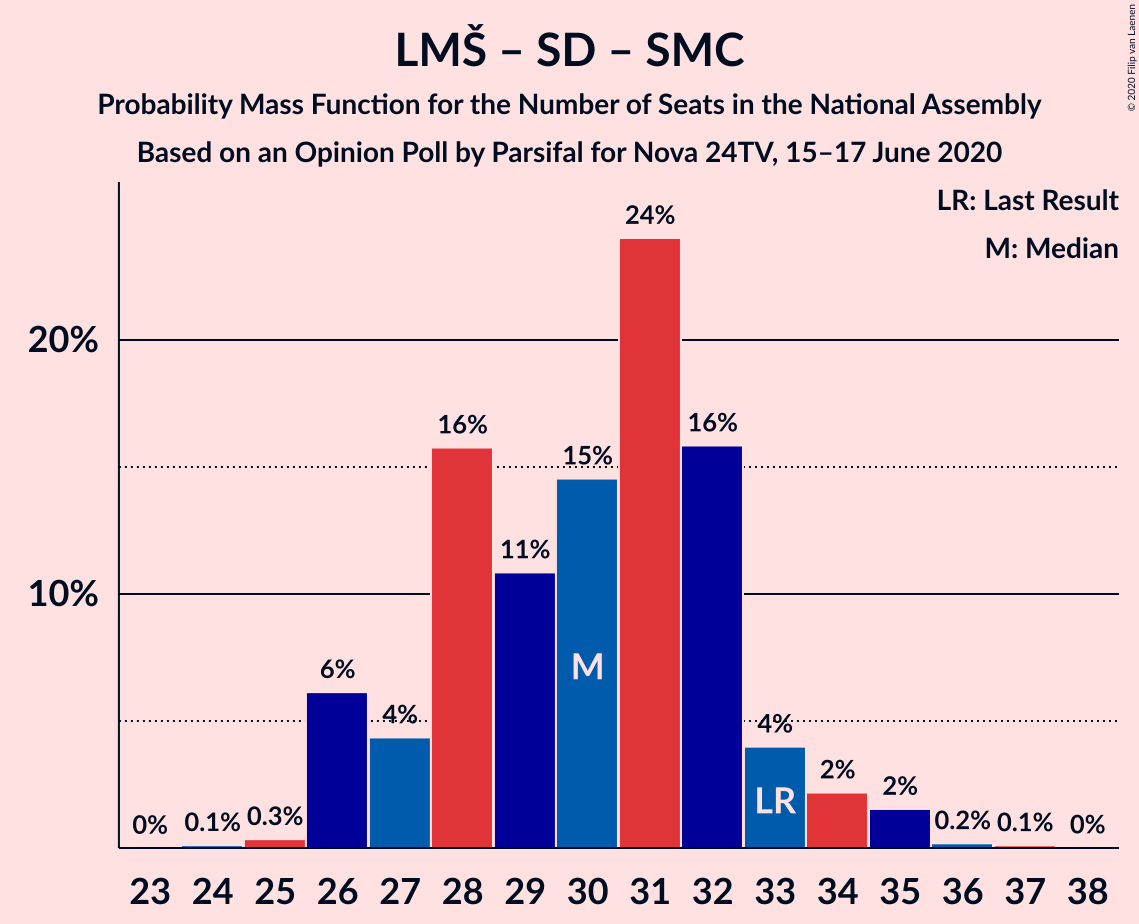 LMŠ – SD – SMC
Probability Mass Function for the Number of Seats in the National Assembly
Based on an Opinion Poll by Parsifal for Nova 24TV, 15–17 June 2020
© 2020 Filip van Laenen
LR: Last Result
M: Median
20%
10%
0%
0.1%
0.3%
6%
4%
16%
11%
15%
24%
16%
4%
2%
2%
0.2%
0.1%
0%
M
LR
23 24 25 26 27 28 29 30 31 32 33 34 35 36 37 38